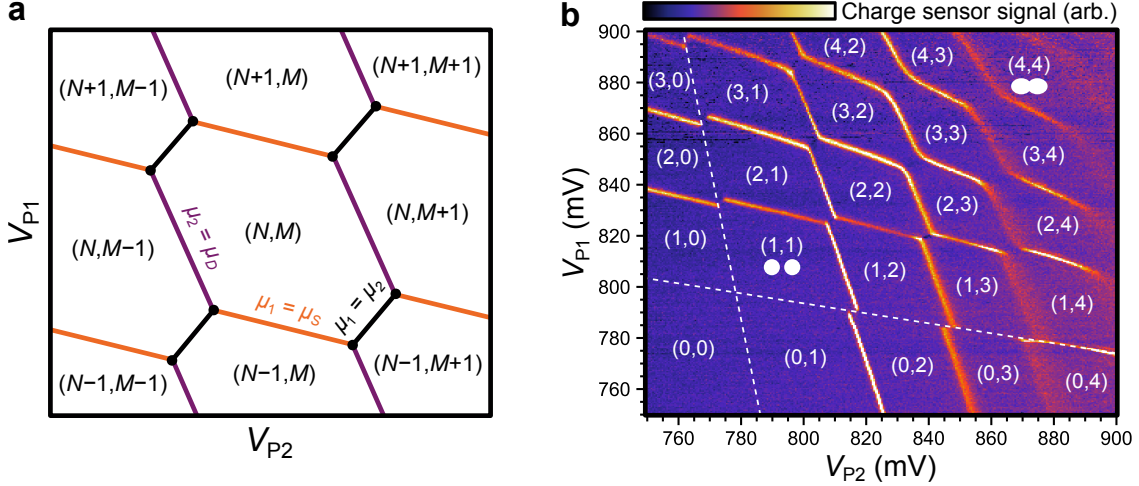 a
(N+1,M−1)
(N+1,M)
(N+1,M+1)
(N,M−1)
μ2 = μD
(N,M)
(N,M+1)
μ1 = μS
μ1 = μ2
(N−1,M−1)
(N−1,M)
(N−1,M+1)
VP1
VP2
b
Charge sensor signal (arb.)
900
880
860
840
820
800
780
760
VP1 (mV)
(4,2)
(4,3)
(4,4)
(3,0)
(3,1)
(3,2)
(3,3)
(3,4)
(2,0)
(2,1)
(2,2)
(2,3)
(2,4)
(1,0)
(1,1)
(1,2)
(1,3)
(1,4)
(0,0)
(0,1)
(0,2)
(0,3)
(0,4)
760 780 800 820 840 860 880 900
VP2 (mV)